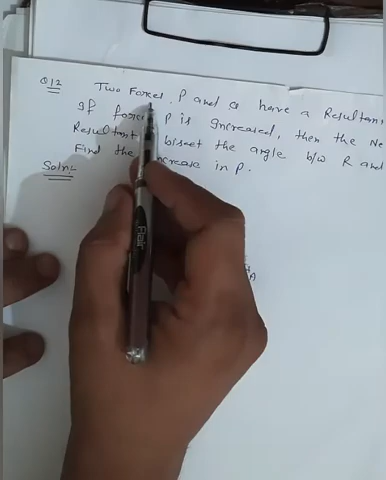 Q12 Two Forces, P and Q have a Resultant
If force P is Increased, then the Ne
Resultant bisect the angle b/w R and
Find the increase in P.
Soln:-
Flair
A